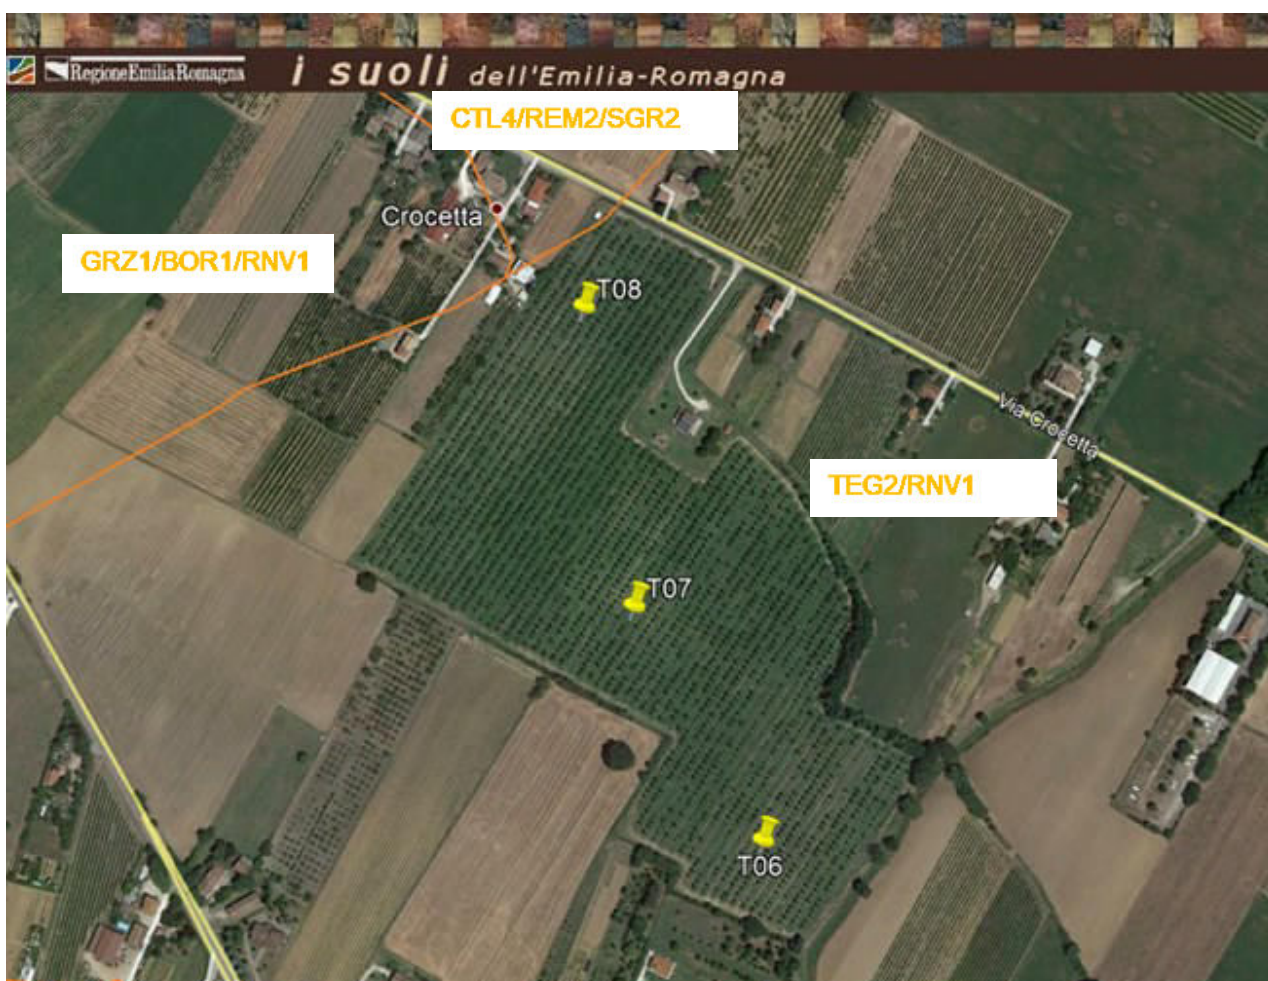 RegioneEmiliaRomagna
i suoli dell'Emilia-Romagna
CTL4/REM2/SGR2
Crocetta
GRZ1/BOR1/RNV1
T08
Via Crocetta
TEG2/RNV1
T07
T06